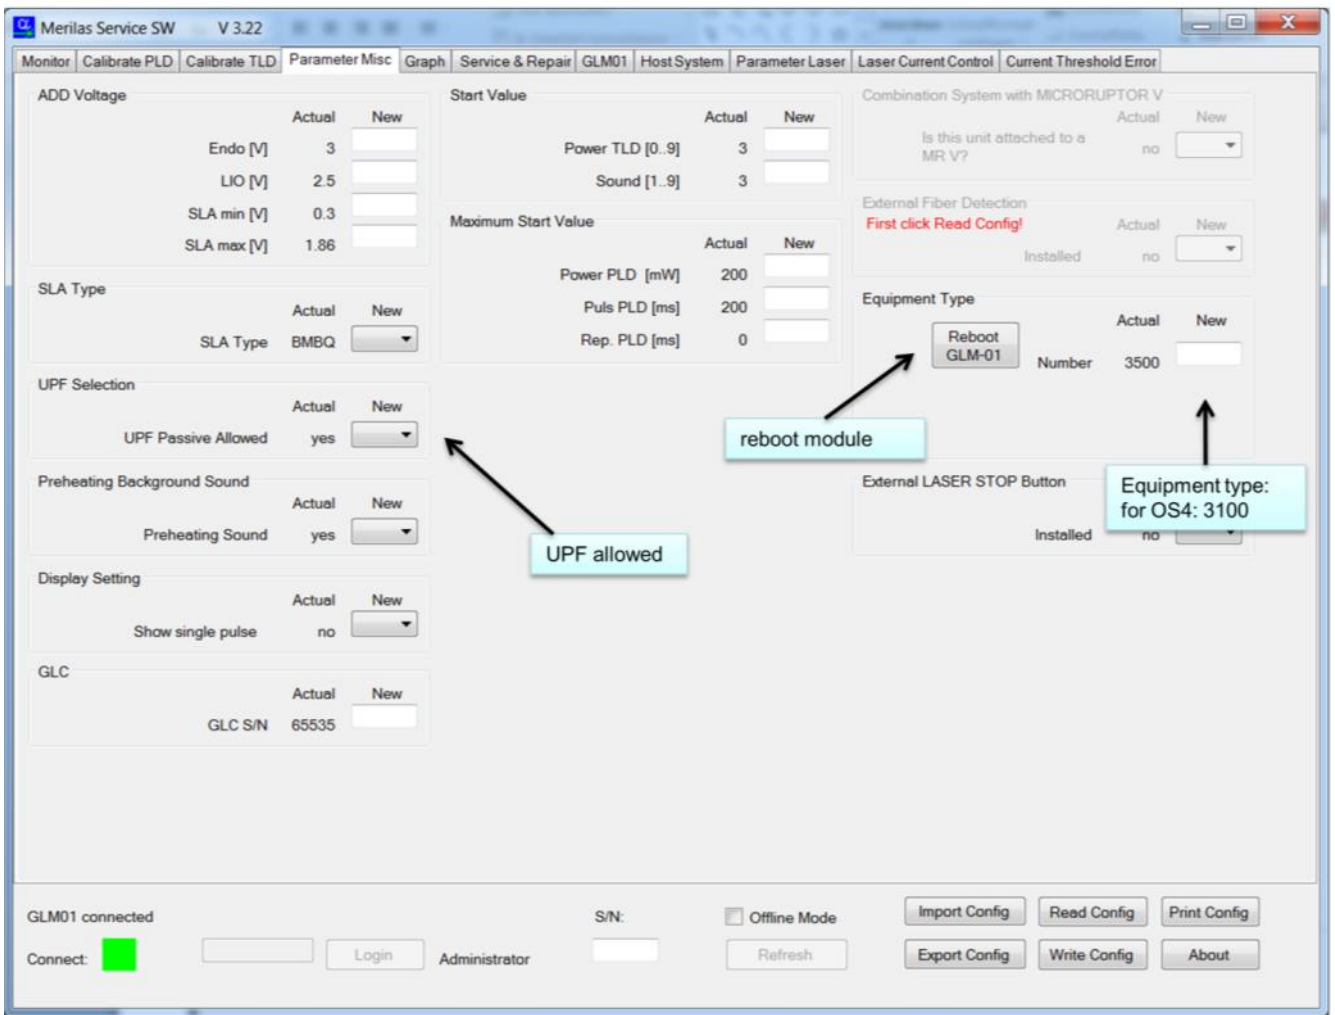 Merilas Service SW V 3.22
Monitor Calibrate PLD Calibrate TLD Parameter Misc Graph Service & Repair GLM01 Host System Parameter Laser Laser Current Control Current Threshold Error
ADD Voltage
Actual New
Endo [V] 3
LIO [V] 2.5
SLA min [V] 0.3
SLA max [V] 1.86
SLA Type
Actual New
SLA Type BMBQ
UPF Selection
Actual New
UPF Passive Allowed yes
Preheating Background Sound
Actual New
Preheating Sound yes
Display Setting
Actual New
Show single pulse no
GLC
Actual New
GLC S/N 65535
Start Value
Actual New
Power TLD [0..9] 3
Sound [1..9] 3
Maximum Start Value
Actual New
Power PLD [mW] 200
Puls PLD [ms] 200
Rep. PLD [ms] 0
UPF allowed
Combination System with MICRORUPTOR V
Actual New
Is this unit attached to a
MR V?
no
External Fiber Detection
First click Read Config!
Actual New
Installed no
Equipment Type
Actual New
Reboot
GLM-01
Number 3500
reboot module
Equipment type:
for OS4: 3100
External LASER STOP Button
Installed no
GLM01 connected
S/N:
Offline Mode
Import Config Read Config Print Config
Connect:
Login
Administrator
Refresh
Export Config Write Config About